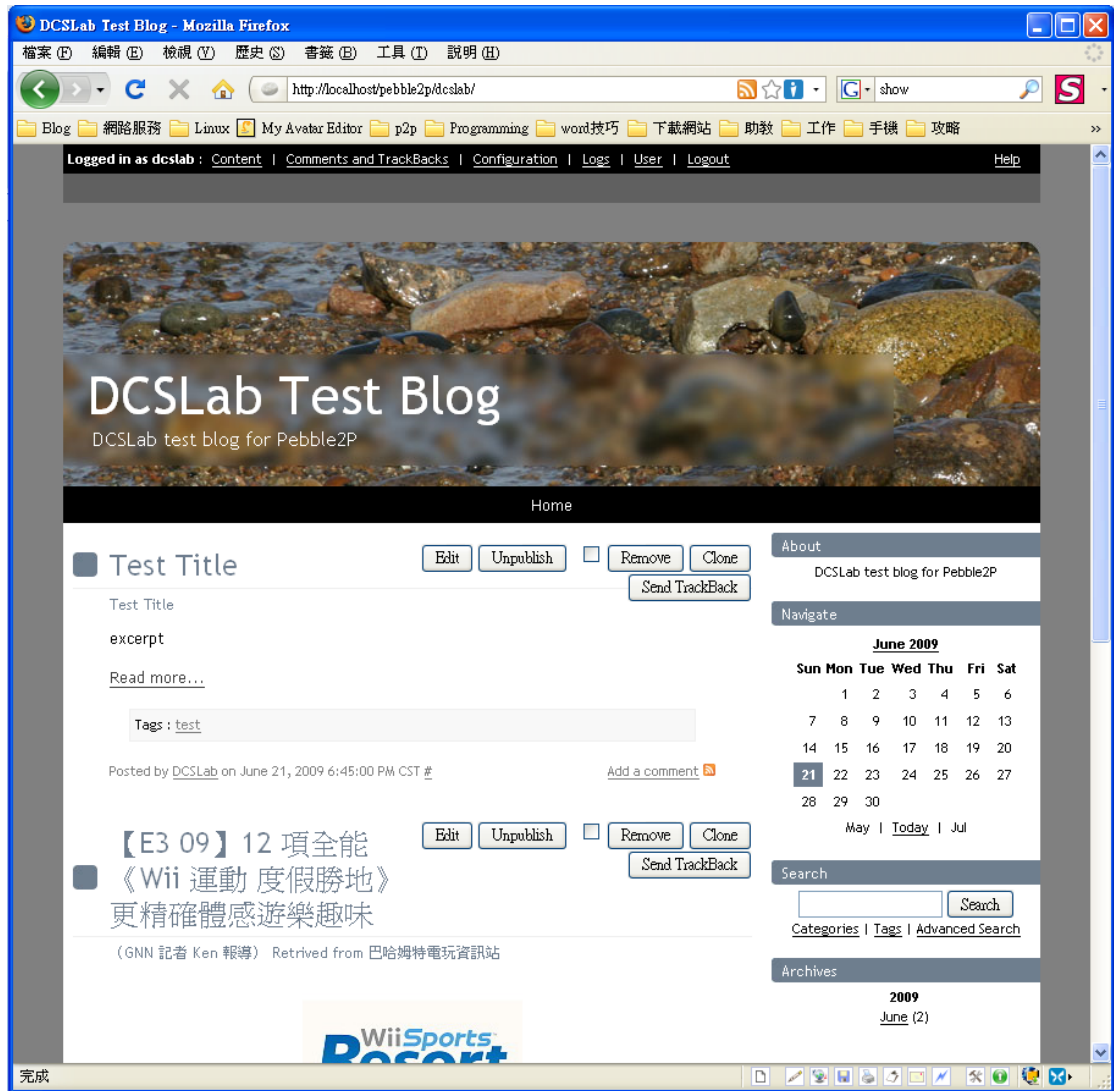 DCSLab Test Blog - Mozilla Firefox
檔案(F) 編輯(E) 檢視(V) 歷史(S) 書籤(B) 工具(T) 說明(H)
http://localhost/pebble2p/dcslab/ G show S
Blog 網路服務 Linux My Avatar Editor p2p Programming word技巧 下載網站 助教 工作 手機 攻略 »
Logged in as dcslab : Content | Comments and TrackBacks | Configuration | Logs | User | Logout Help
DCSLab Test Blog
DCSLab test blog for Pebble2P
Home
Test Title Edit Unpublish Remove Clone
Send TrackBack
Test Title
excerpt
Read more...
Tags : test
Posted by DCSLab on June 21, 2009 6:45:00 PM CST # Add a comment
【E3 09】12 項全能
《Wii 運動 度假勝地》
更精確體感遊樂趣味
Edit Unpublish Remove Clone
Send TrackBack
（GNN 記者 Ken 報導） Retrived from 巴哈姆特電玩資訊站
WiiSports
Resort
About
DCSLab test blog for Pebble2P
Navigate
June 2009
Sun Mon Tue Wed Thu Fri Sat
1 2 3 4 5 6
7 8 9 10 11 12 13
14 15 16 17 18 19 20
21 22 23 24 25 26 27
28 29 30
May | Today | Jul
Search
Search
Categories | Tags | Advanced Search
Archives
2009
June (2)
完成